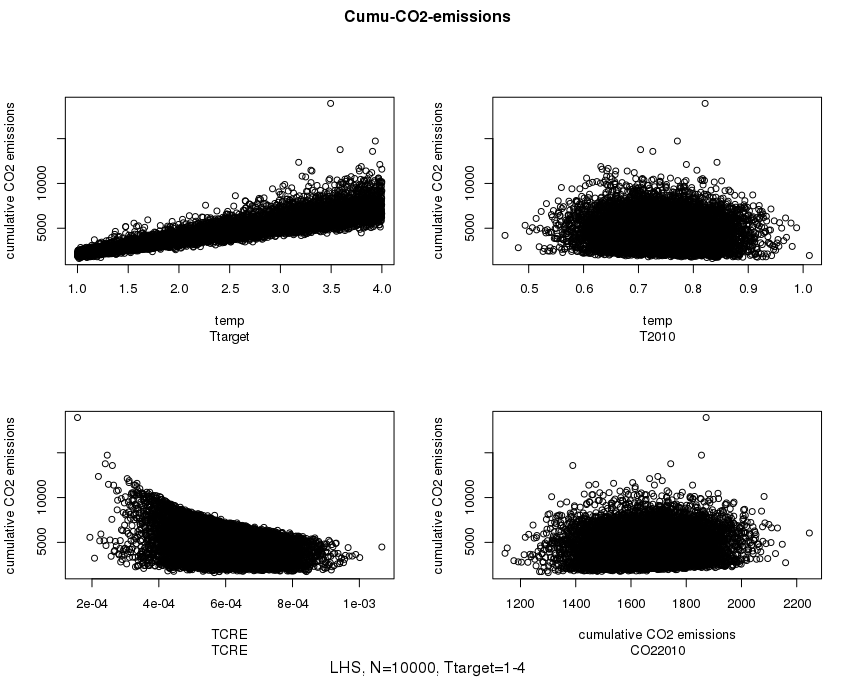 Cumu-CO2-emissions
cumulative CO2 emissions
5000 10000
1.0 1.5 2.0 2.5 3.0 3.5 4.0
temp
Ttarget
cumulative CO2 emissions
5000 10000
0.5 0.6 0.7 0.8 0.9 1.0
temp
T2010
cumulative CO2 emissions
5000 10000
2e-04 4e-04 6e-04 8e-04 1e-03
TCRE
TCRE
cumulative CO2 emissions
5000 10000
1200 1400 1600 1800 2000 2200
cumulative CO2 emissions
CO22010
LHS, N=10000, Ttarget=1-4